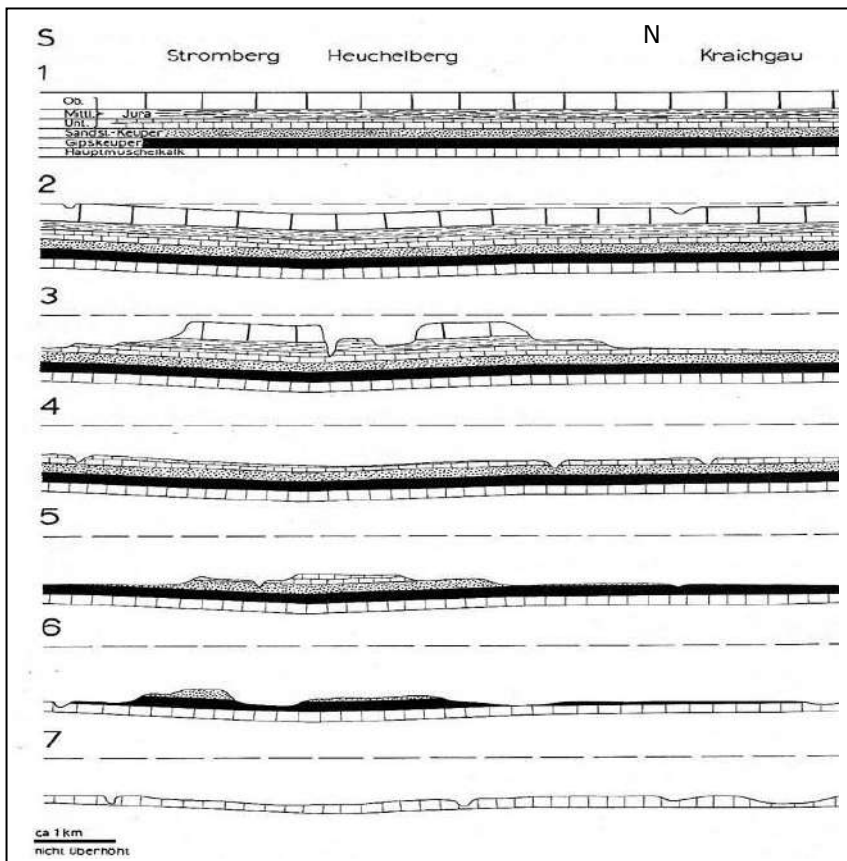 S N
Stromberg Heuchelberg Kraichgau
1
Ob.
Mittl. Jura
Unt.
Sandst.-Keuper
Gipskeuper
Hauptmuschelkalk
2
3
4
5
6
7
ca 1 km
nicht überhöht